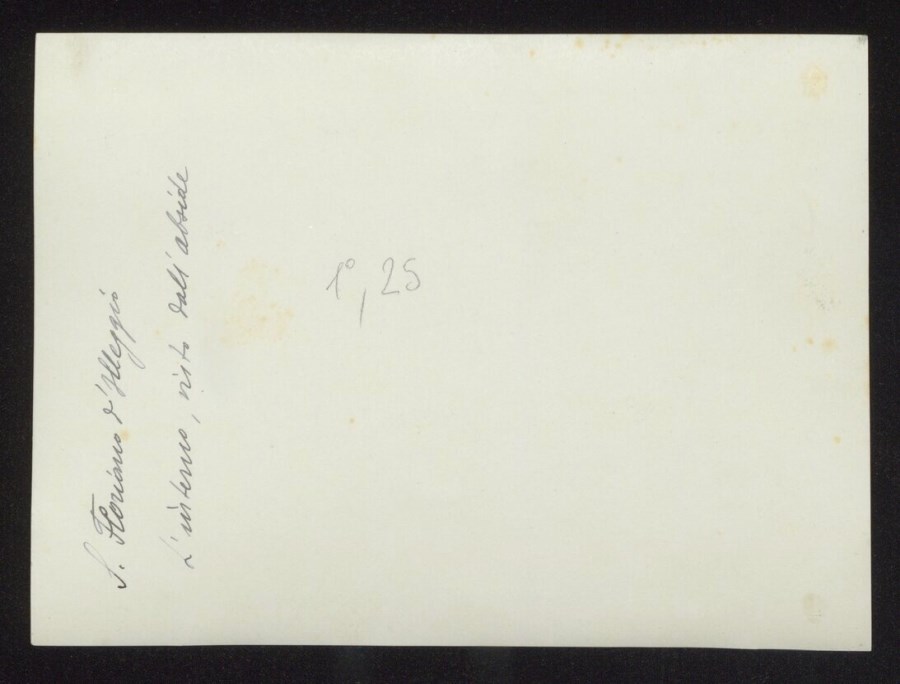 S. Floriano d'Illeggio
L'interno, visto dall'abside
1°, 25